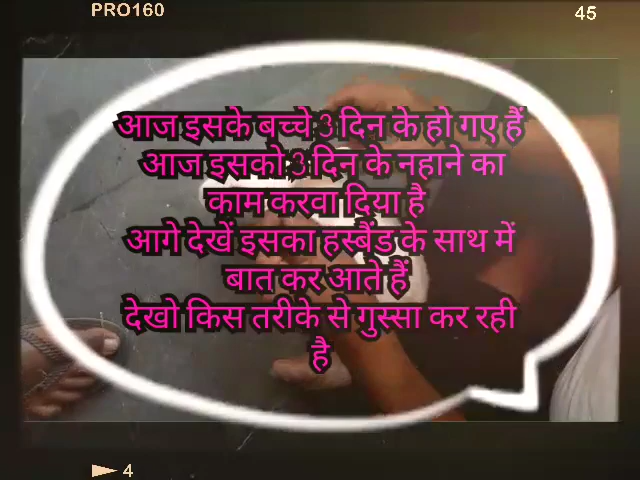 PRO160
45
आज इसके बच्चे 3 दिन के हो गए हैं
आज इसको 3 दिन के नहाने का
काम करवा दिया है
आगे देखें इसका हस्बैंड के साथ में
बात कर आते हैं
देखो किस तरीके से गुस्सा कर रही
है
4